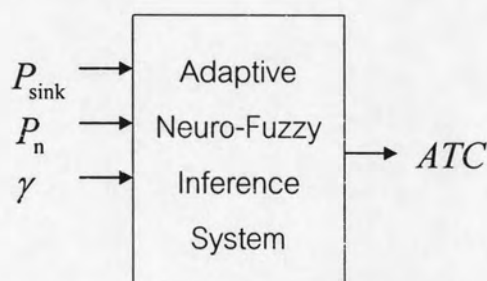 P_sink
P_n
γ
Adaptive
Neuro-Fuzzy
Inference
System
ATC